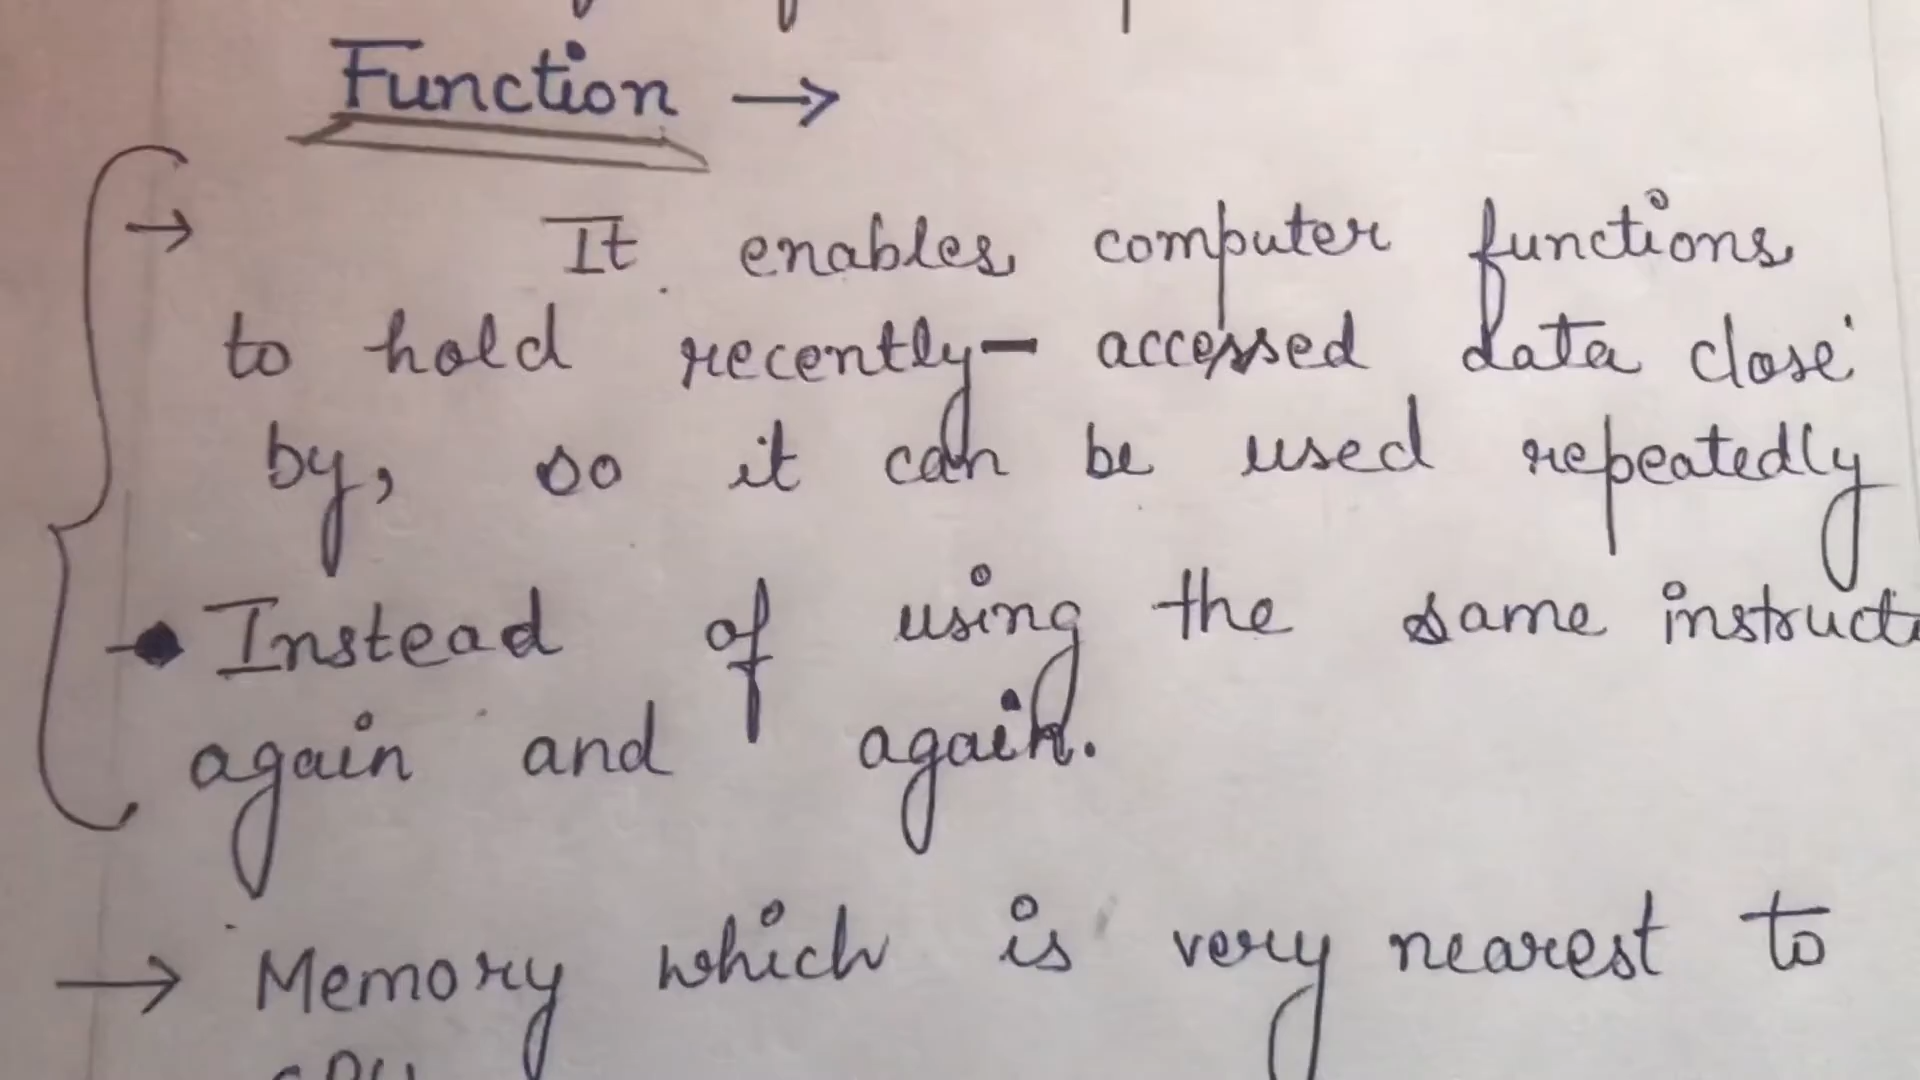 Function →
→ It enables computer functions
to hold recently- accessed data close
by, so it can be used repeatedly
Instead of using the same instruct
again and again.
→ Memory which is very nearest to
CPU